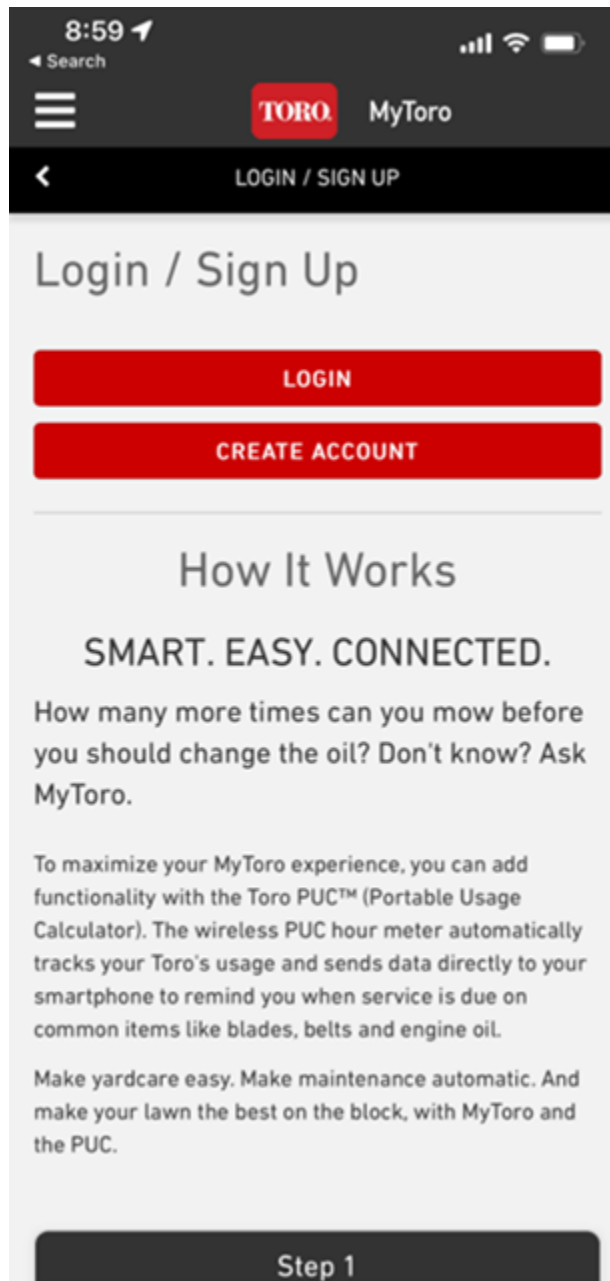 8:59
Search
TORO. MyToro
LOGIN / SIGN UP
Login / Sign Up
LOGIN
CREATE ACCOUNT
How It Works
SMART. EASY. CONNECTED.
How many more times can you mow before
you should change the oil? Don't know? Ask
MyToro.
To maximize your MyToro experience, you can add
functionality with the Toro PUC™ (Portable Usage
Calculator). The wireless PUC hour meter automatically
tracks your Toro's usage and sends data directly to your
smartphone to remind you when service is due on
common items like blades, belts and engine oil.
Make yardcare easy. Make maintenance automatic. And
make your lawn the best on the block, with MyToro and
the PUC.
Step 1